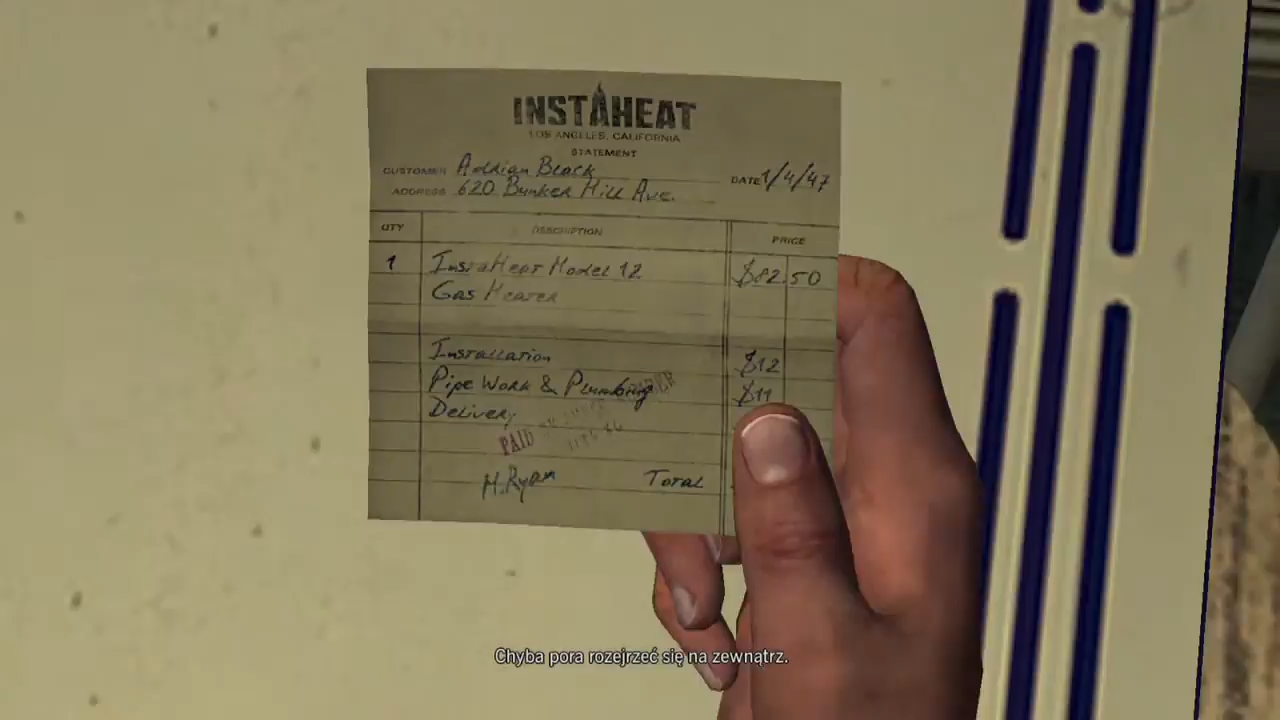 INSTAHEAT
LOS ANGELES, CALIFORNIA
STATEMENT
CUSTOMER Adrian Black
DATE 1/4/47
ADDRESS 620 Bunker Hill Ave.
QTY DESCRIPTION PRICE
1 InstaHeat Model 12 $82.50
Gas Heater
Installation $12
Pipe Work & Plumbing $11
Delivery
PAID
M.Ryan Total
Chyba pora rozejrzeć się na zewnątrz.